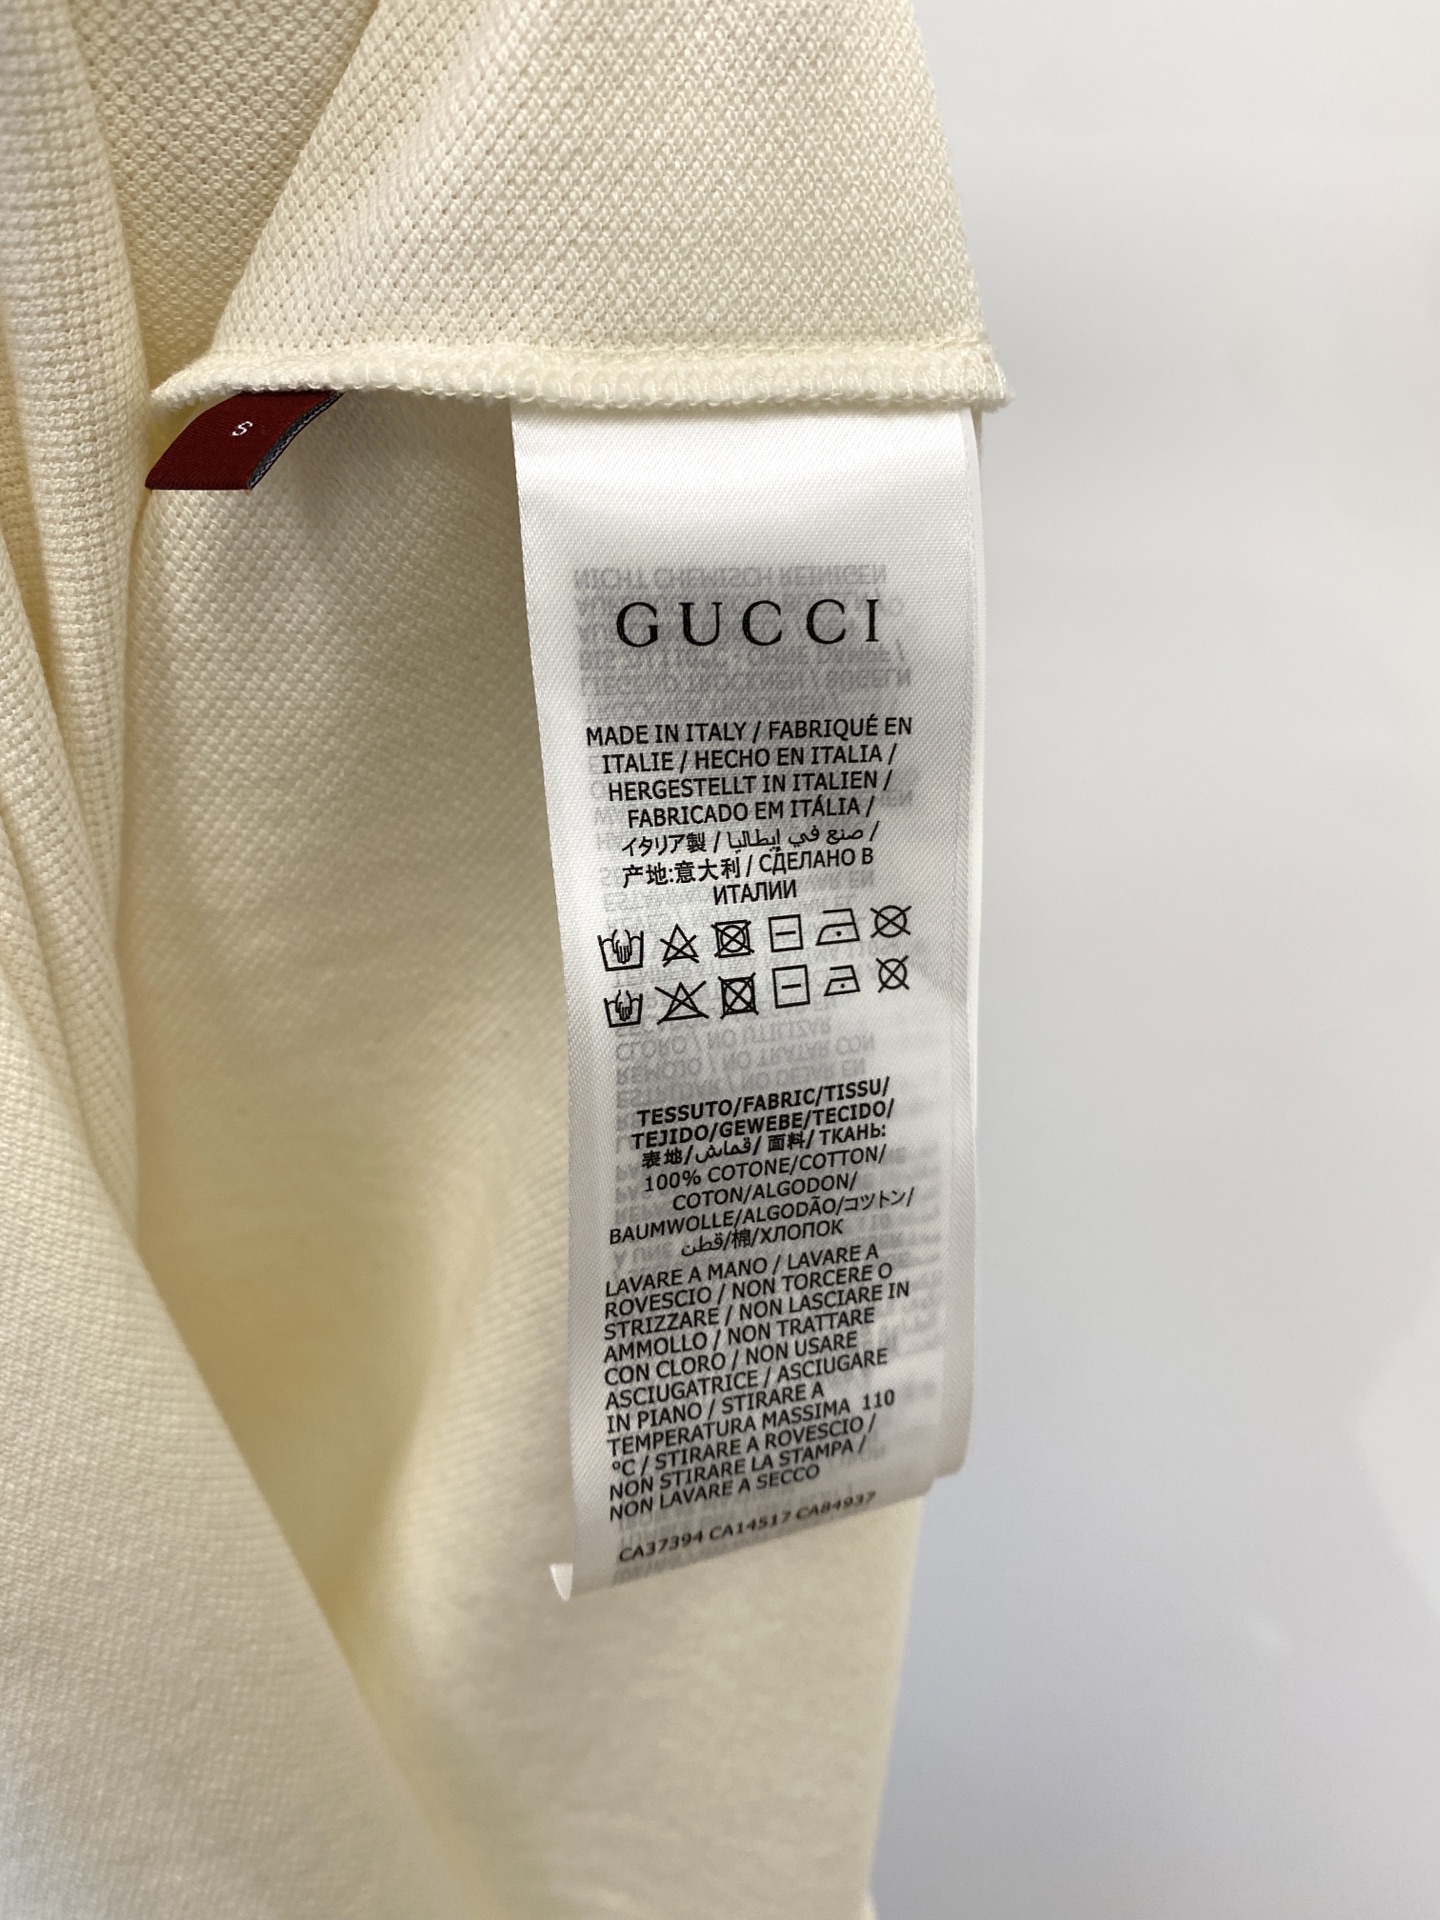 S
GUCCI
MADE IN ITALY / FABRIQUÉ EN
ITALIE / HECHO EN ITALIA /
HERGESTELLT IN ITALIEN /
FABRICADO EM ITÁLIA /
イタリア製 / صنع في إيطاليا /
产地:意大利 / СДЕЛАНО В
ИТАЛИИ
TESSUTO/FABRIC/TISSU/
TEJIDO/GEWEBE/TECIDO/
表地/قماش/ 面料/ ТКАНЬ:
100% COTONE/COTTON/
COTON/ALGODON/
BAUMWOLLE/ALGODÃO/コットン/
قطن/棉/ХЛОПОК
LAVARE A MANO / LAVARE A
ROVESCIO / NON TORCERE O
STRIZZARE / NON LASCIARE IN
AMMOLLO / NON TRATTARE
CON CLORO / NON USARE
ASCIUGATRICE / ASCIUGARE
IN PIANO / STIRARE A
TEMPERATURA MASSIMA 110
°C / STIRARE A ROVESCIO /
NON STIRARE LA STAMPA /
NON LAVARE A SECCO
CA37394 CA14517 CA84937